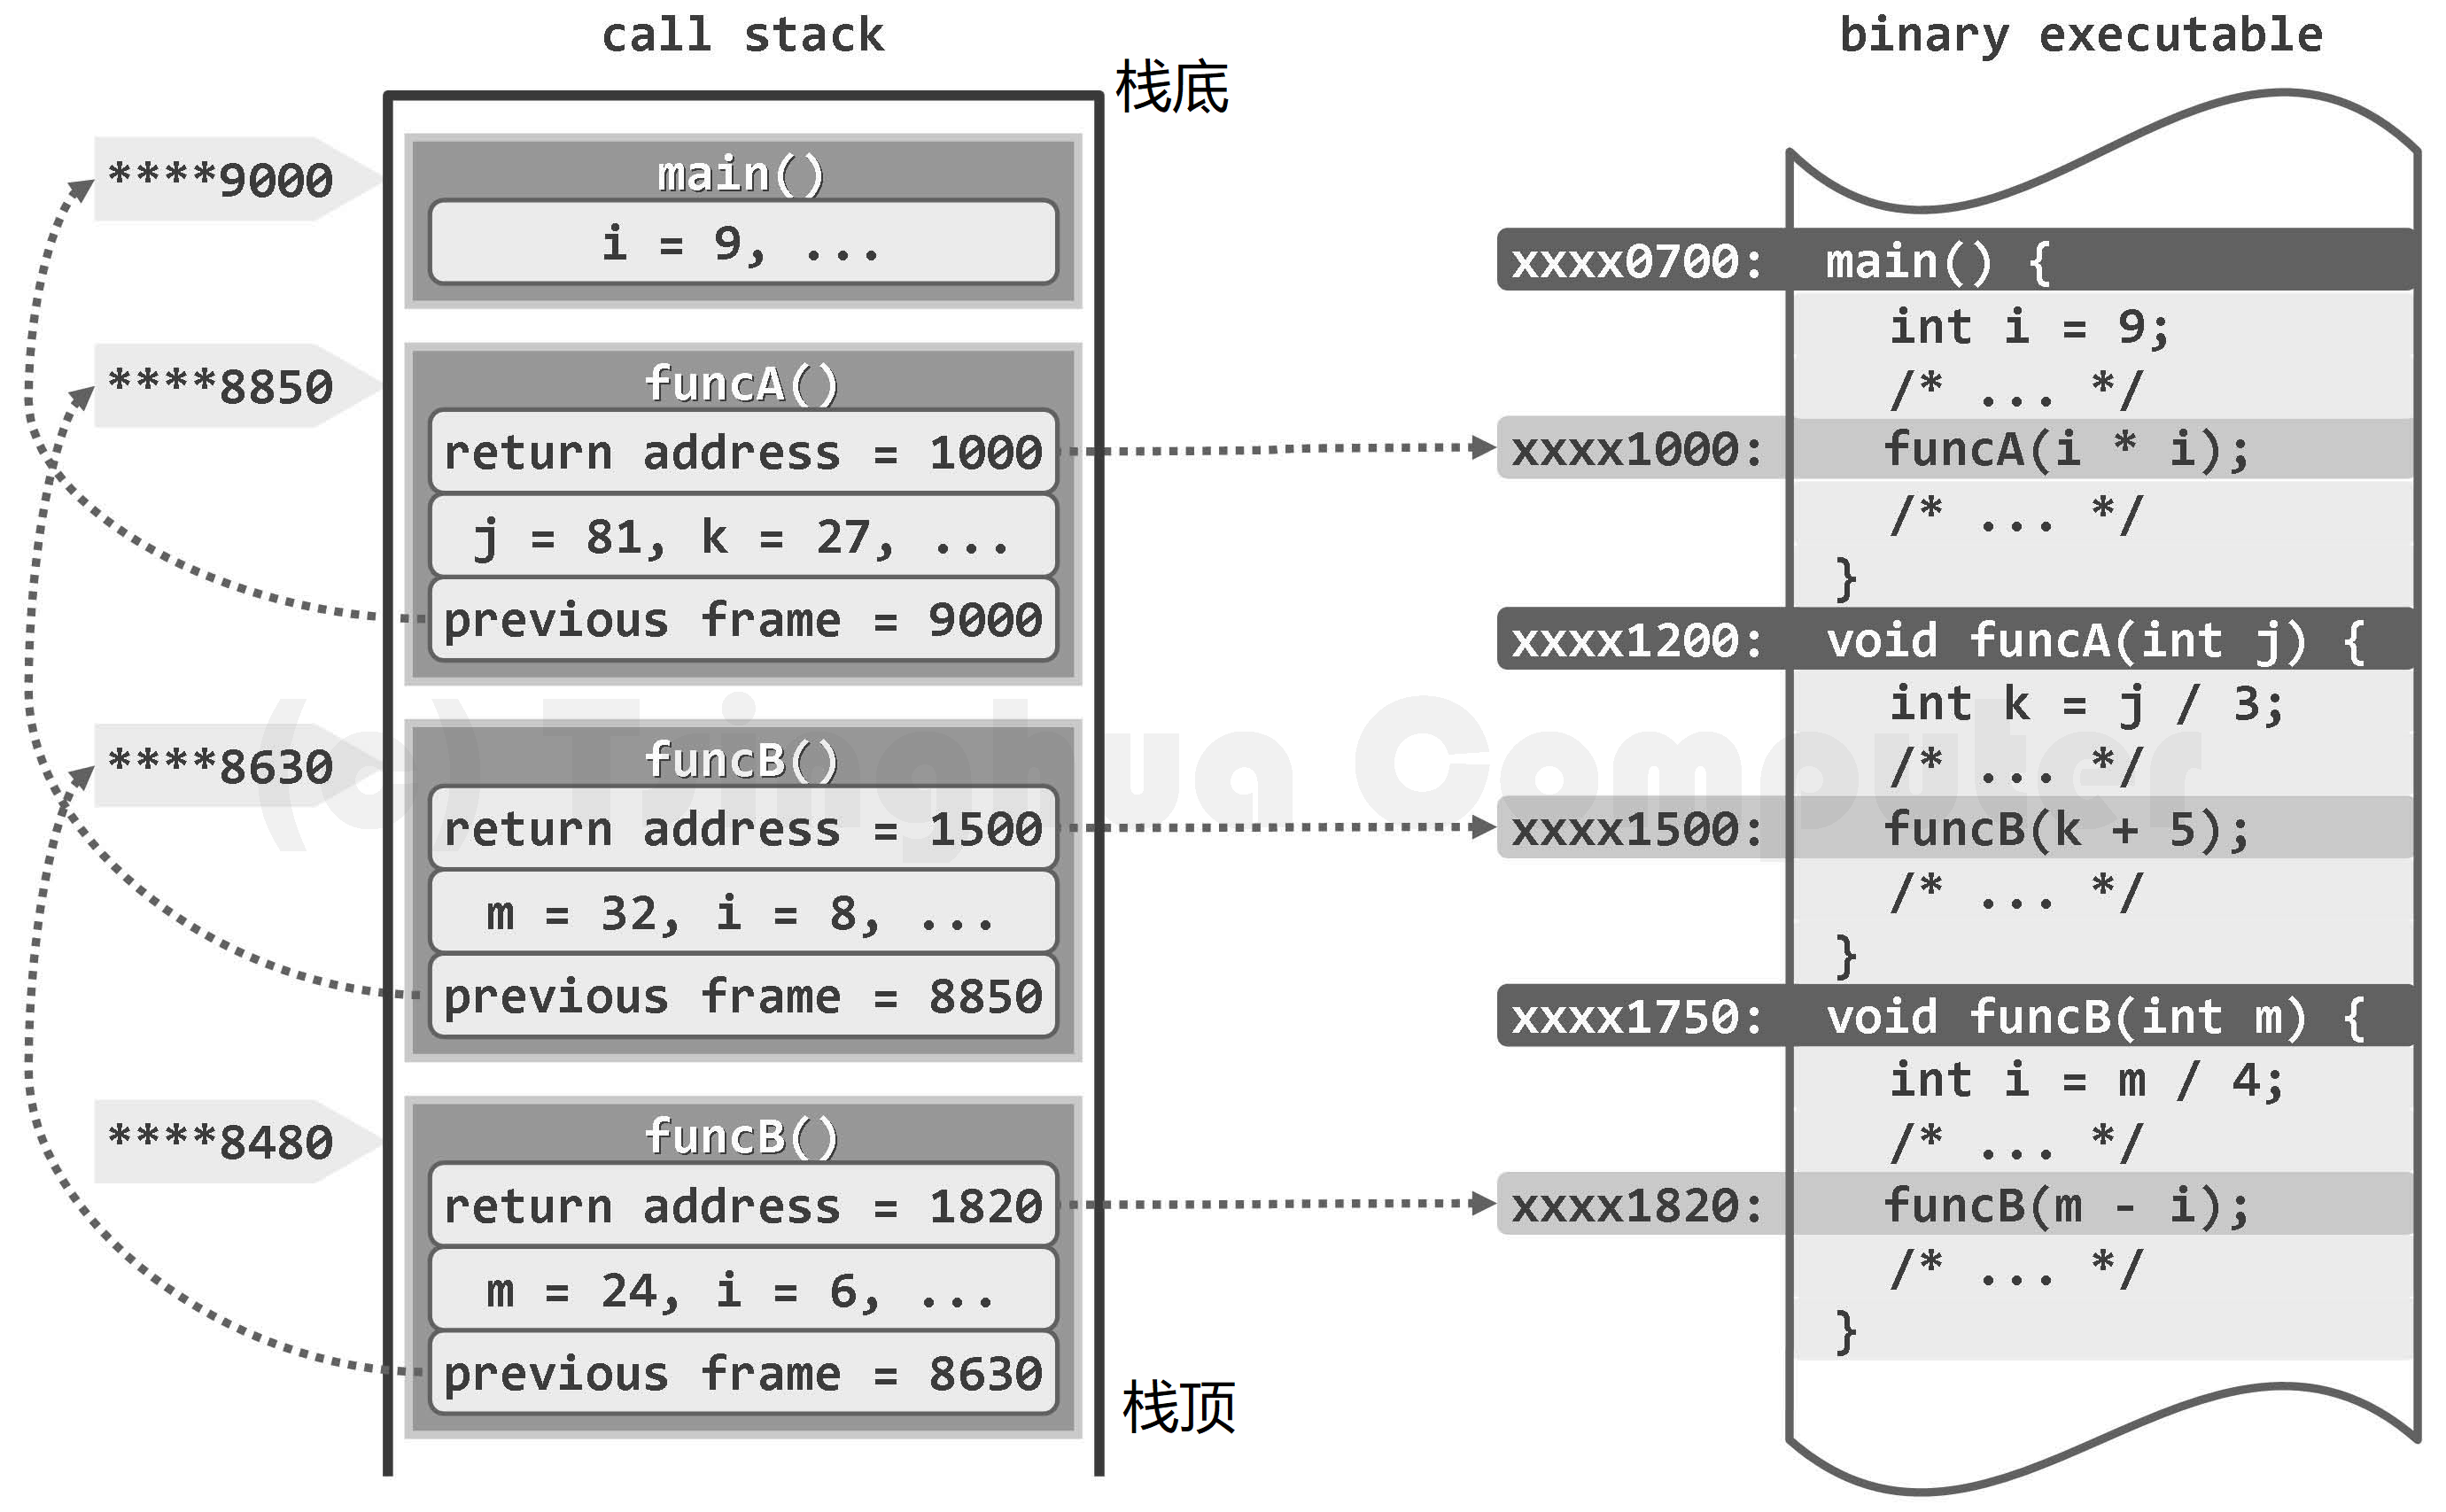 call stack
栈底
****9000
main()
i = 9, ...
****8850
funcA()
return address = 1000
j = 81, k = 27, ...
previous frame = 9000
****8630
funcB()
return address = 1500
m = 32, i = 8, ...
previous frame = 8850
****8480
funcB()
return address = 1820
m = 24, i = 6, ...
previous frame = 8630
栈顶
binary executable
xxxx0700: main() {
int i = 9;
/* ... */
xxxx1000: funcA(i * i);
/* ... */
}
xxxx1200: void funcA(int j) {
int k = j / 3;
/* ... */
xxxx1500: funcB(k + 5);
/* ... */
}
xxxx1750: void funcB(int m) {
int i = m / 4;
/* ... */
xxxx1820: funcB(m - i);
/* ... */
}
(c) Tsinghua Computer